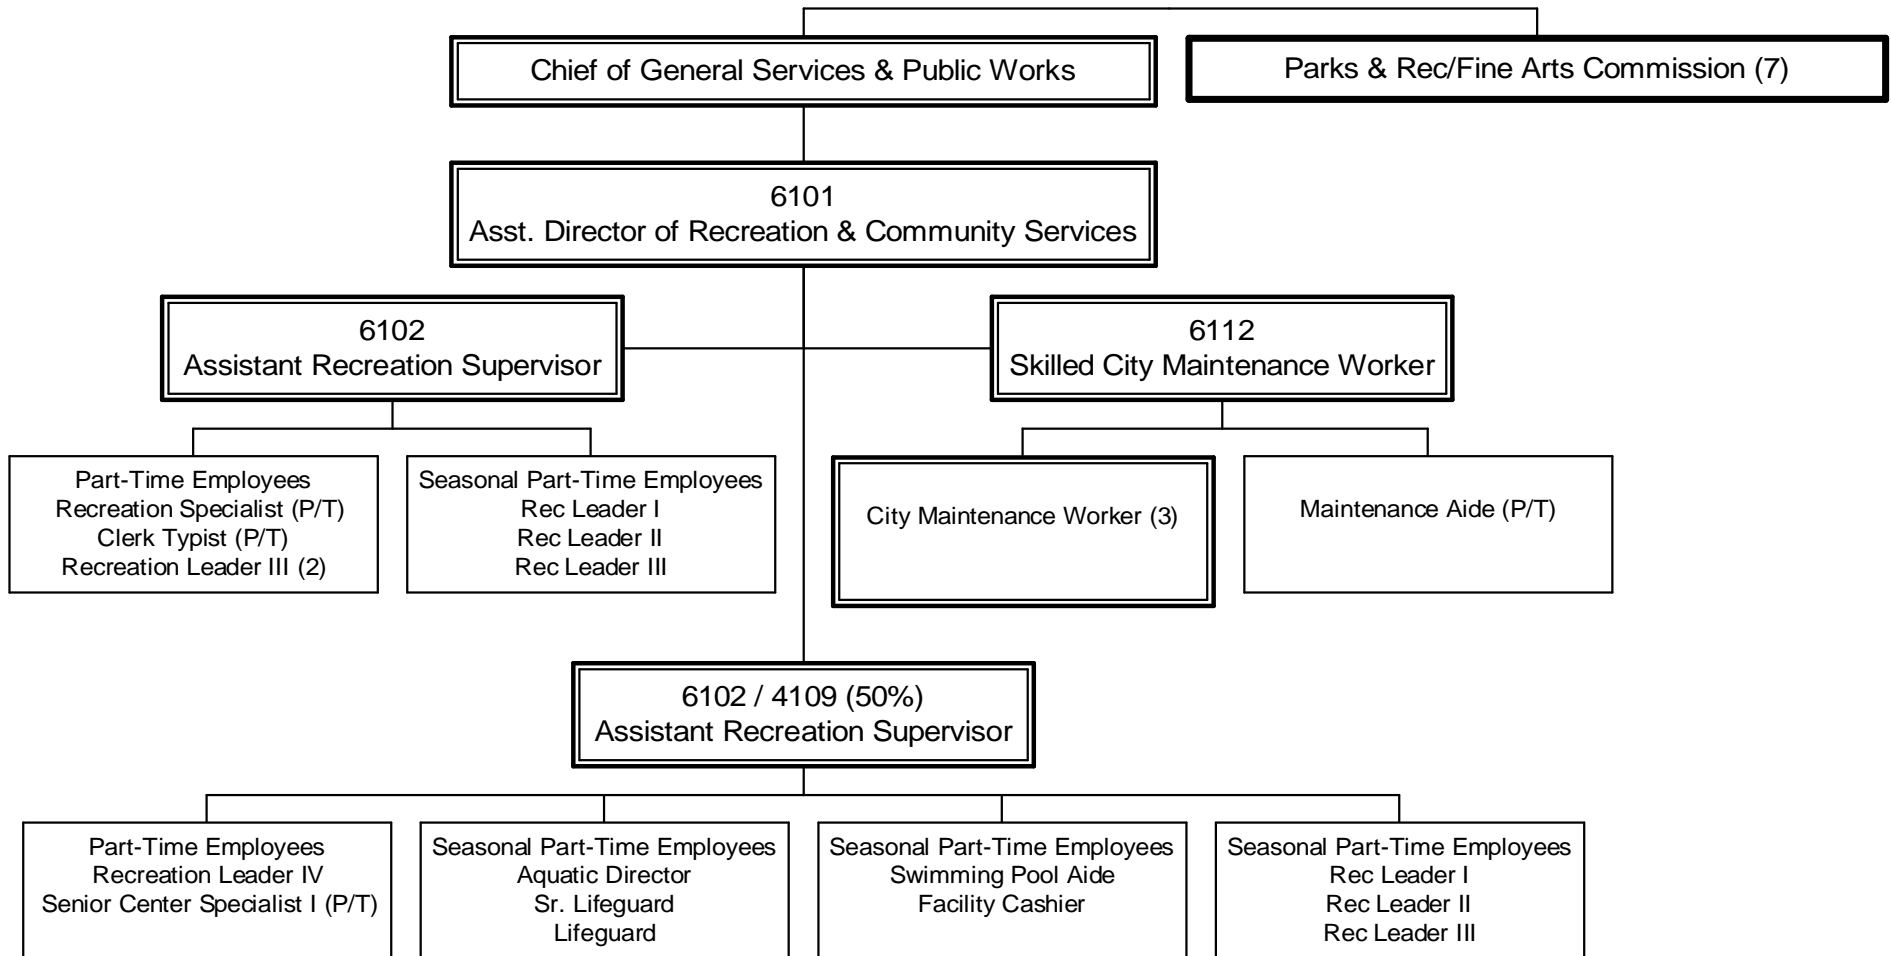 Chief of General Services & Public Works
Parks & Rec/Fine Arts Commission (7)
6101
Asst. Director of Recreation & Community Services
6102
Assistant Recreation Supervisor
6112
Skilled City Maintenance Worker
Part-Time Employees
Recreation Specialist (P/T)
Clerk Typist (P/T)
Recreation Leader III (2)
Seasonal Part-Time Employees
Rec Leader I
Rec Leader II
Rec Leader III
City Maintenance Worker (3)
Maintenance Aide (P/T)
6102 / 4109 (50%)
Assistant Recreation Supervisor
Part-Time Employees
Recreation Leader IV
Senior Center Specialist I (P/T)
Seasonal Part-Time Employees
Aquatic Director
Sr. Lifeguard
Lifeguard
Seasonal Part-Time Employees
Swimming Pool Aide
Facility Cashier
Seasonal Part-Time Employees
Rec Leader I
Rec Leader II
Rec Leader III